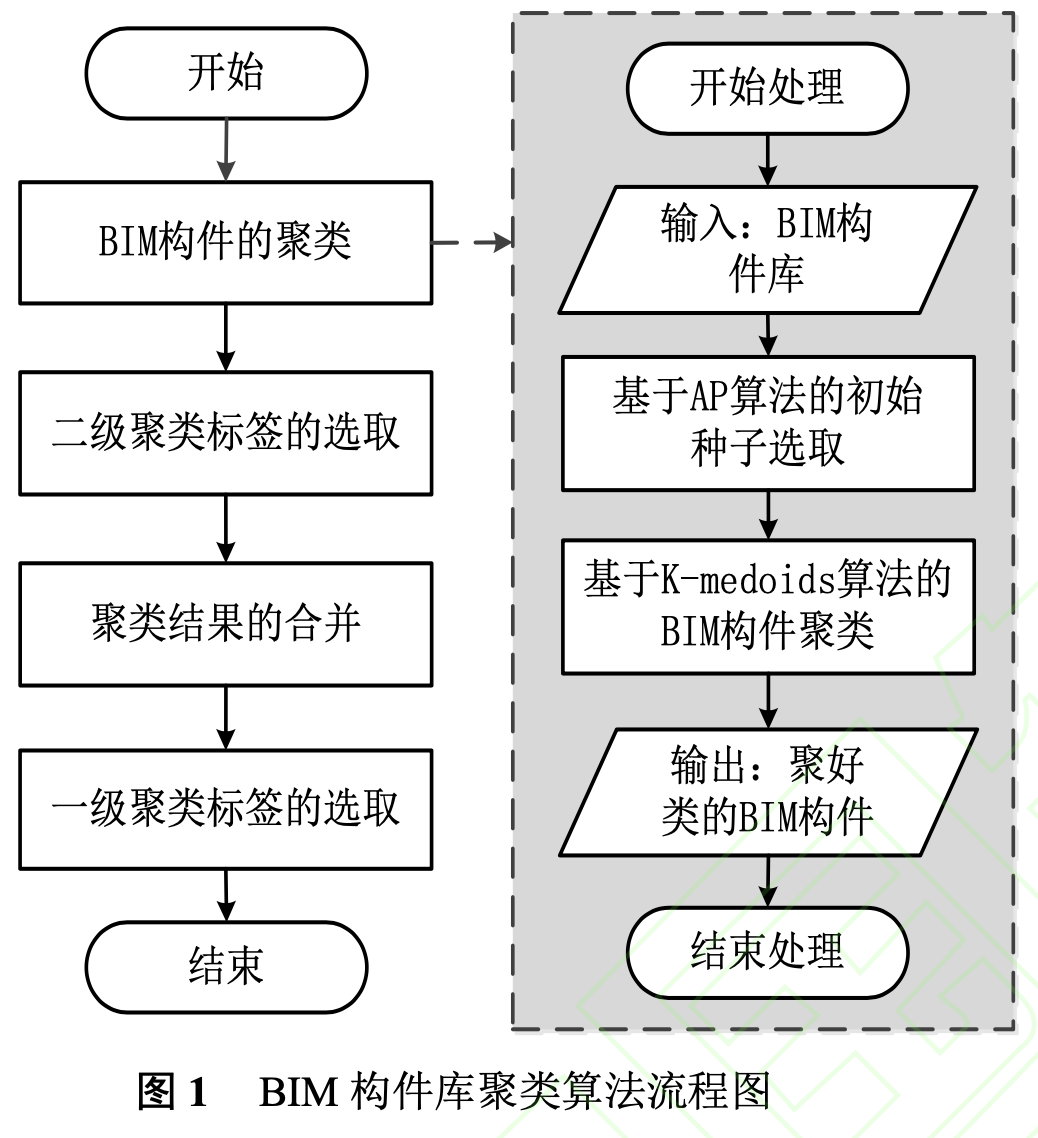 开始
BIM构件的聚类
二级聚类标签的选取
聚类结果的合并
一级聚类标签的选取
结束
开始处理
输入：BIM构
件库
基于AP算法的初始
种子选取
基于K-medoids算法的
BIM构件聚类
输出：聚好
类的BIM构件
结束处理
图 1 BIM 构件库聚类算法流程图